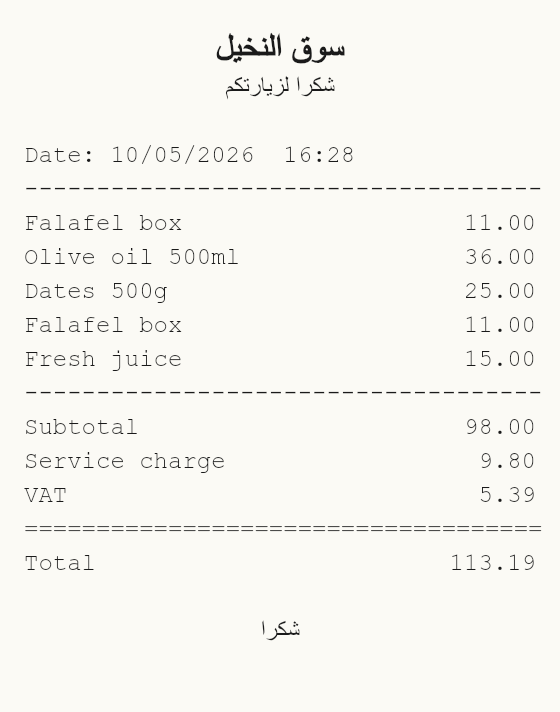 سوق النخيل
شكرا لزيارتكم
Date: 10/05/2026  16:28
------------------------------------
Falafel box 11.00
Olive oil 500ml 36.00
Dates 500g 25.00
Falafel box 11.00
Fresh juice 15.00
------------------------------------
Subtotal 98.00
Service charge 9.80
VAT 5.39
====================================
Total 113.19
شكرا